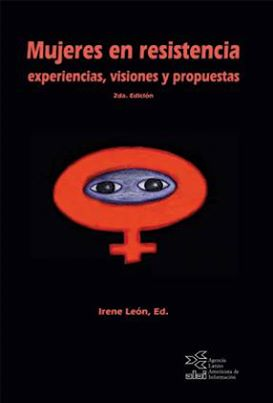 Mujeres en resistencia
experiencias, visiones y propuestas
2da. Edición
Irene León, Ed.
Agencia
Latino
Americana de
Información
alai